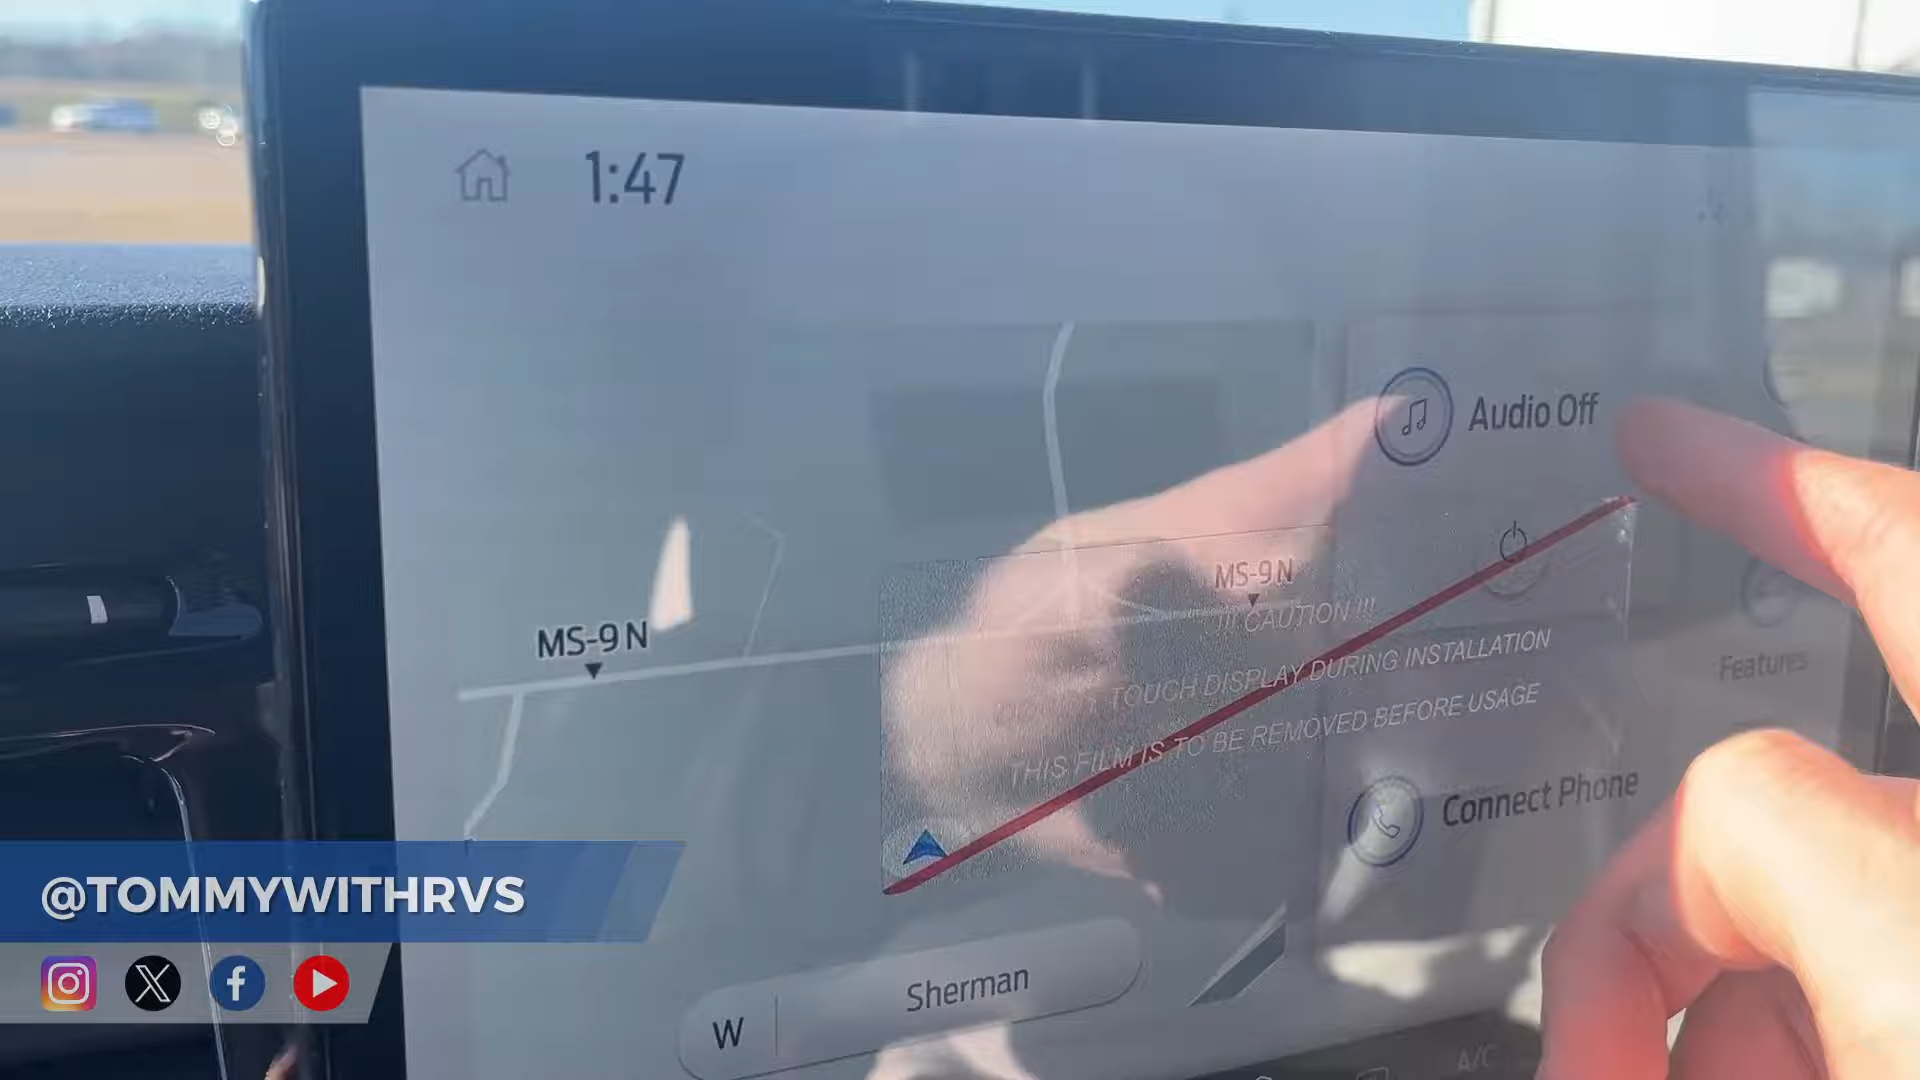 1:47
Audio Off
MS-9 N
MS-9 N
!!! CAUTION !!!
TOUCH DISPLAY DURING INSTALLATION
THIS FILM IS TO BE REMOVED BEFORE USAGE
Features
Connect Phone
@TOMMYWITHRVS
W
Sherman
A/C